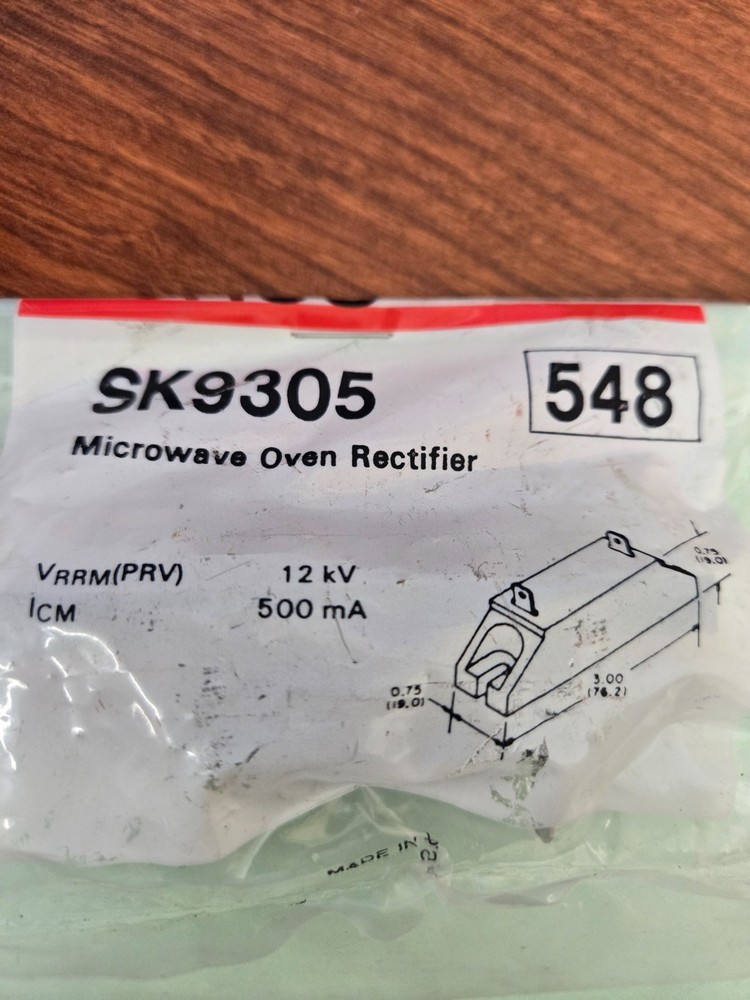 SK9305
548
Microwave Oven Rectifier
VRRM(PRV) 12 kV
ICM 500 mA
0.75
(19.0)
0.75
(19.0)
3.00
(76.2)
MADE IN